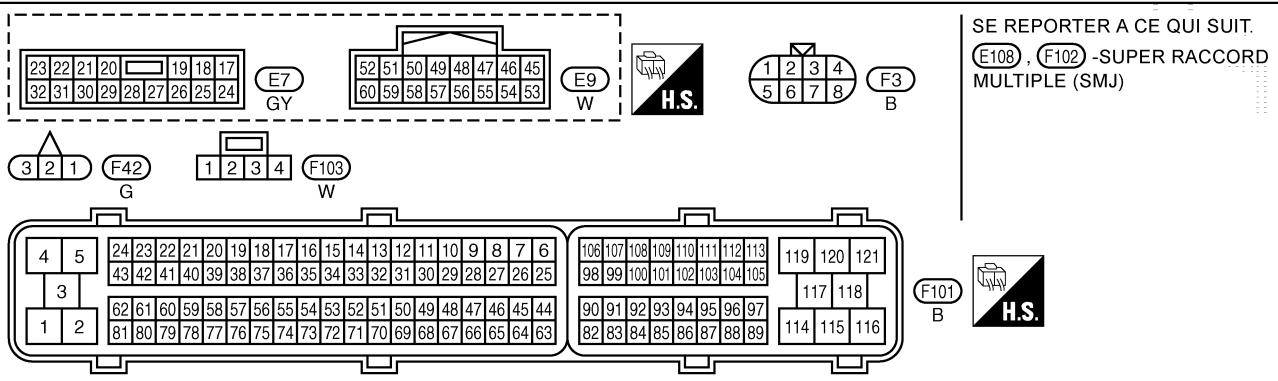 SE REPORTER A CE QUI SUIT.
E108 , F102 -SUPER RACCORD
MULTIPLE (SMJ)
23 22 21 20 19 18 17
32 31 30 29 28 27 26 25 24
E7
GY
52 51 50 49 48 47 46 45
60 59 58 57 56 55 54 53
E9
W
H.S.
1 2 3 4
5 6 7 8
F3
B
3 2 1
F42
G
1 2 3 4
F103
W
4 5
3
1 2
24 23 22 21 20 19 18 17 16 15 14 13 12 11 10 9 8 7 6
43 42 41 40 39 38 37 36 35 34 33 32 31 30 29 28 27 26 25
62 61 60 59 58 57 56 55 54 53 52 51 50 49 48 47 46 45 44
81 80 79 78 77 76 75 74 73 72 71 70 69 68 67 66 65 64 63
106 107 108 109 110 111 112 113
98 99 100 101 102 103 104 105
90 91 92 93 94 95 96 97
82 83 84 85 86 87 88 89
119 120 121
117 118
114 115 116
F101
B
H.S.